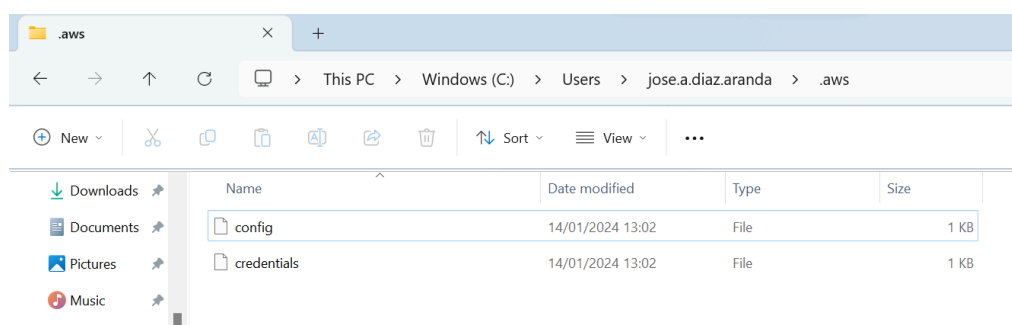 .aws
This PC > Windows (C:) > Users > jose.a.diaz.aranda > .aws
New Sort View
Name Date modified Type Size
Downloads
Documents
Pictures
Music
config 14/01/2024 13:02 File 1 KB
credentials 14/01/2024 13:02 File 1 KB